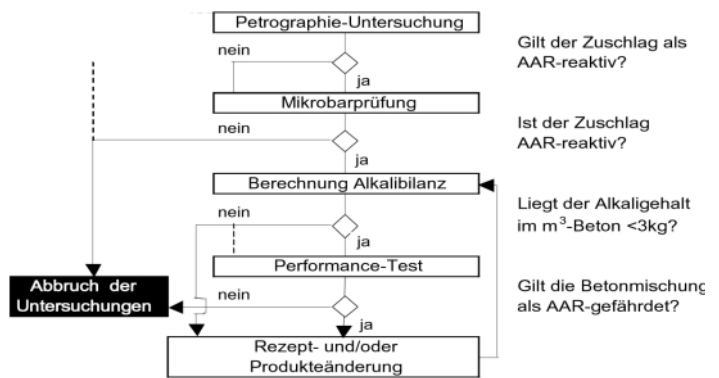 Petrographie-Untersuchung
nein
ja
Gilt der Zuschlag als
AAR-reaktiv?
Mikrobarprüfung
nein
ja
Ist der Zuschlag
AAR-reaktiv?
Berechnung Alkalibilanz
nein
ja
Liegt der Alkaligehalt
im m³-Beton <3kg?
Performance-Test
Abbruch der
Untersuchungen
nein
ja
Gilt die Betonmischung
als AAR-gefährdet?
Rezept- und/oder
Produkteänderung